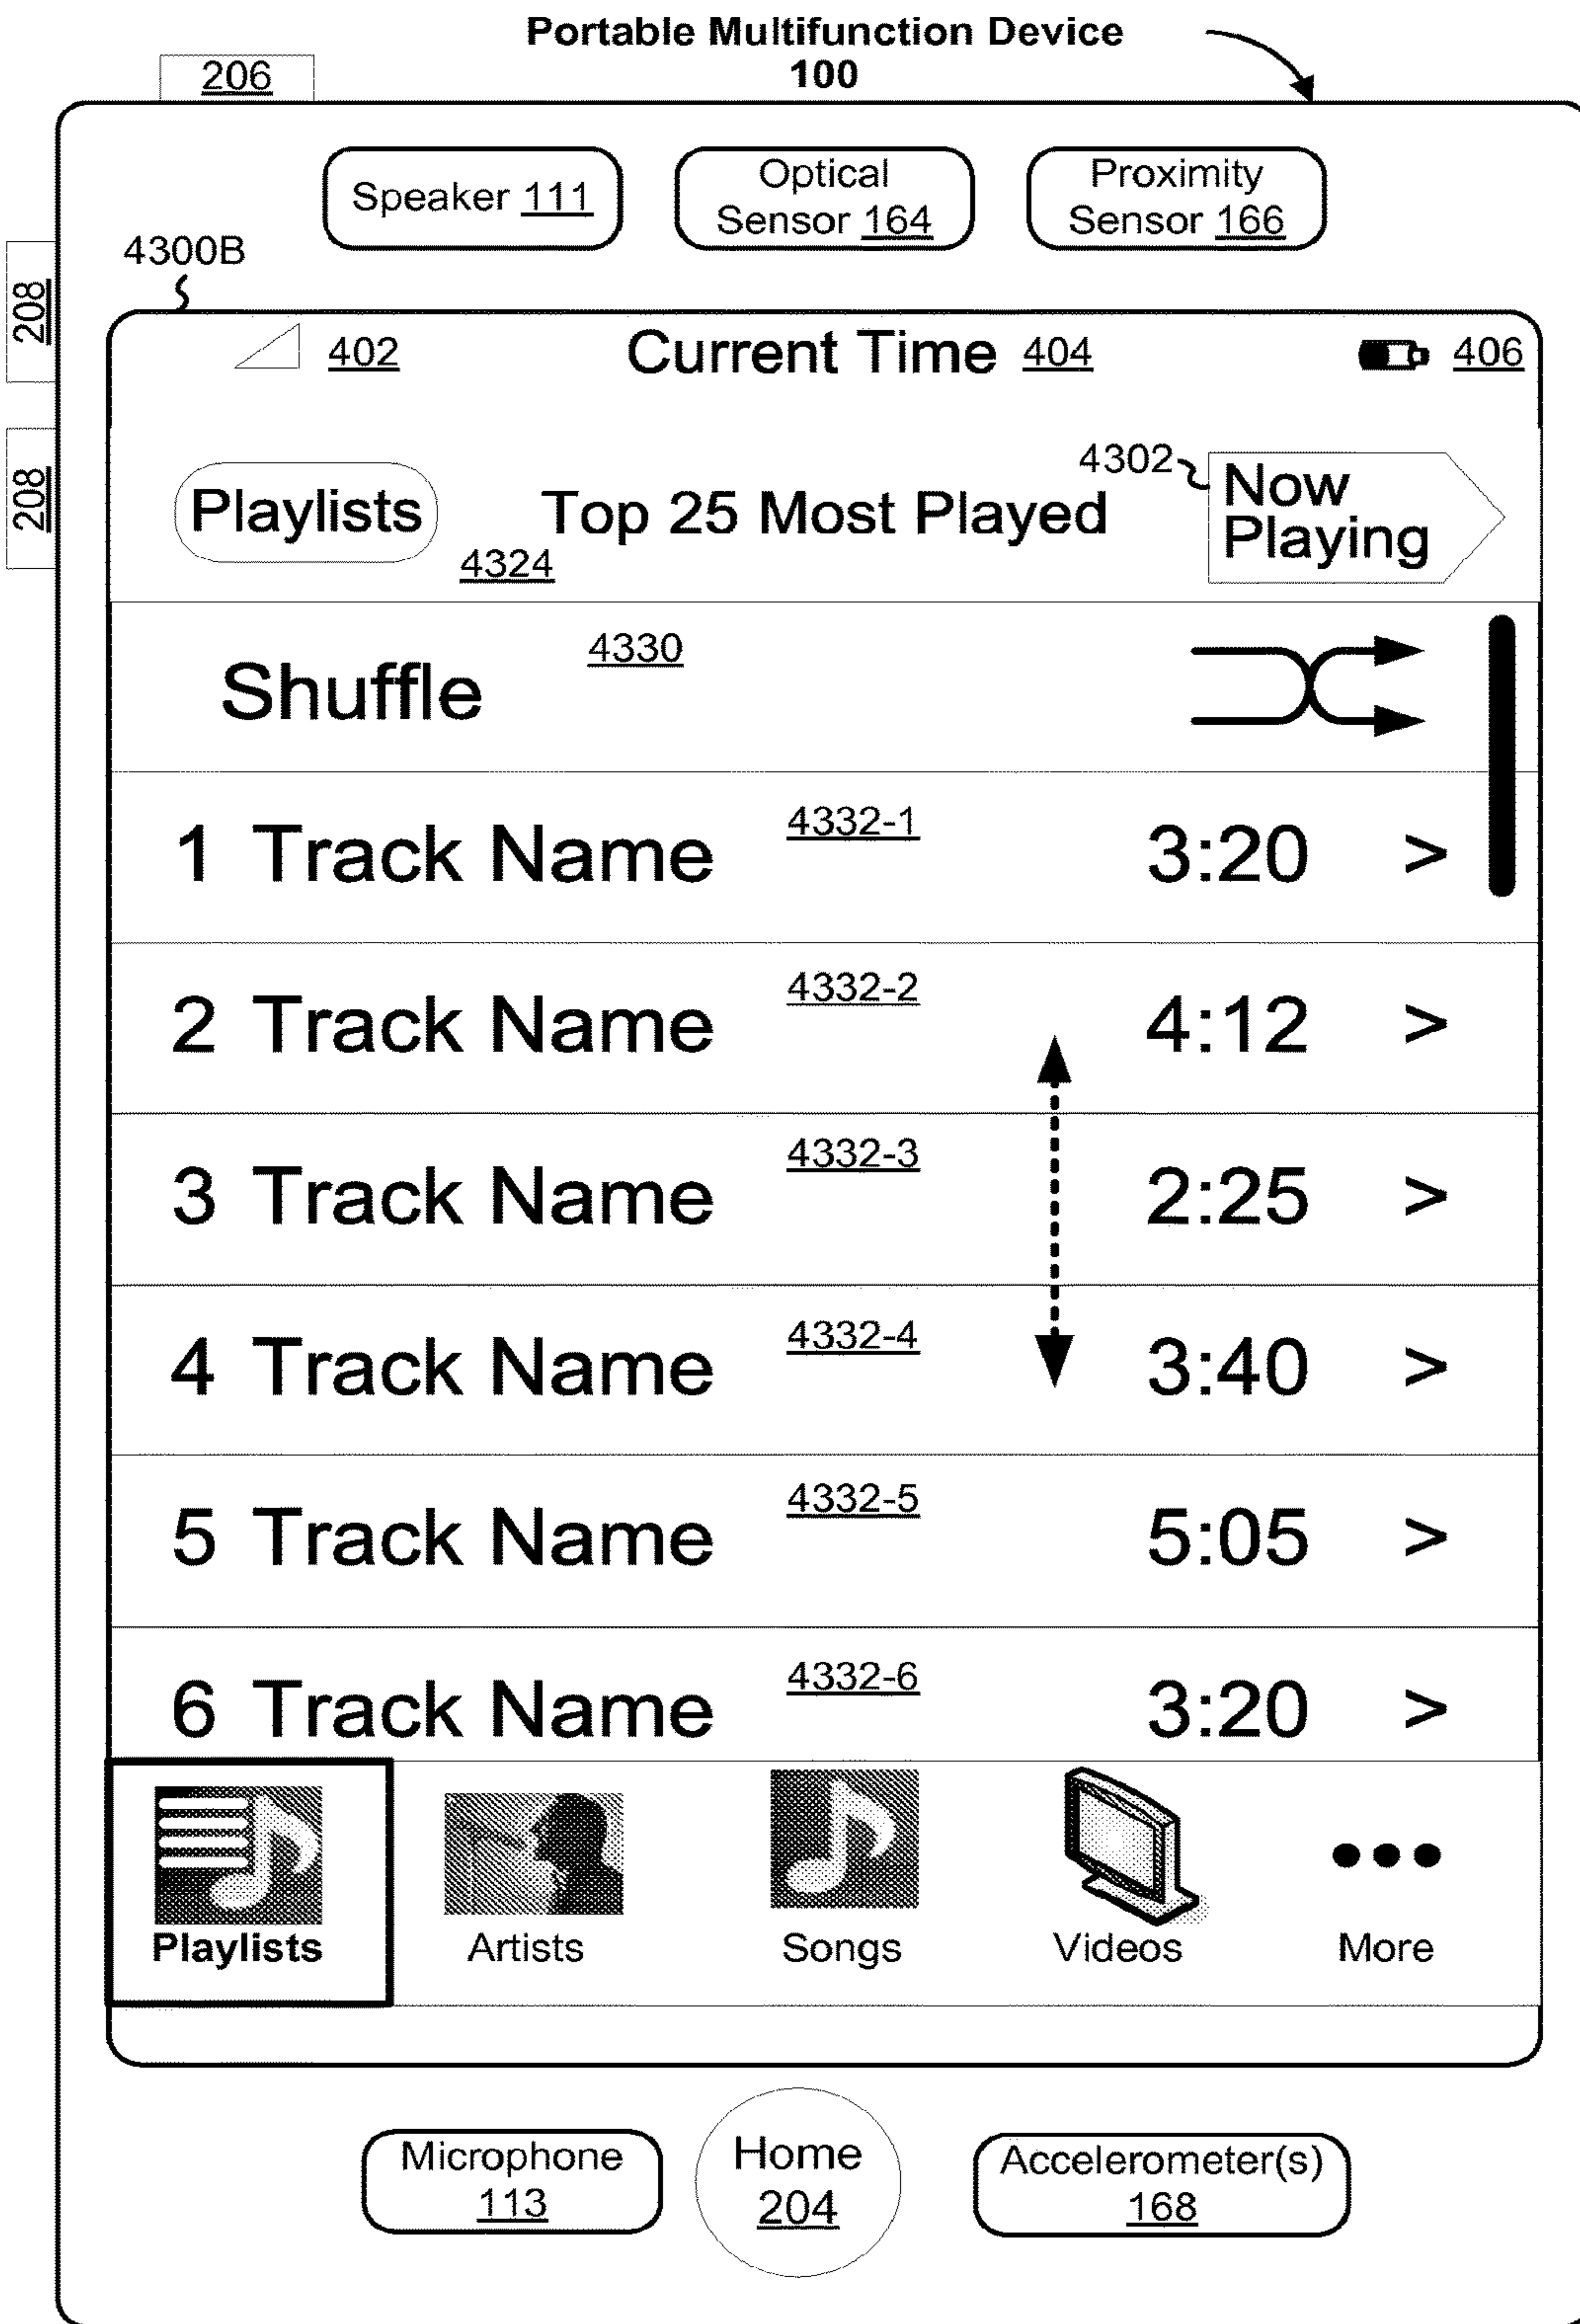 Portable Multifunction Device
100
206
Speaker 111
Optical
Sensor 164
Proximity
Sensor 166
4300B
208
208
402
Current Time 404
406
Playlists
4324
Top 25 Most Played
4302
Now
Playing
Shuffle
4330
1 Track Name 4332-1 3:20 >
2 Track Name 4332-2 4:12 >
3 Track Name 4332-3 2:25 >
4 Track Name 4332-4 3:40 >
5 Track Name 4332-5 5:05 >
6 Track Name 4332-6 3:20 >
Playlists Artists Songs Videos More
Microphone
113
Home
204
Accelerometer(s)
168